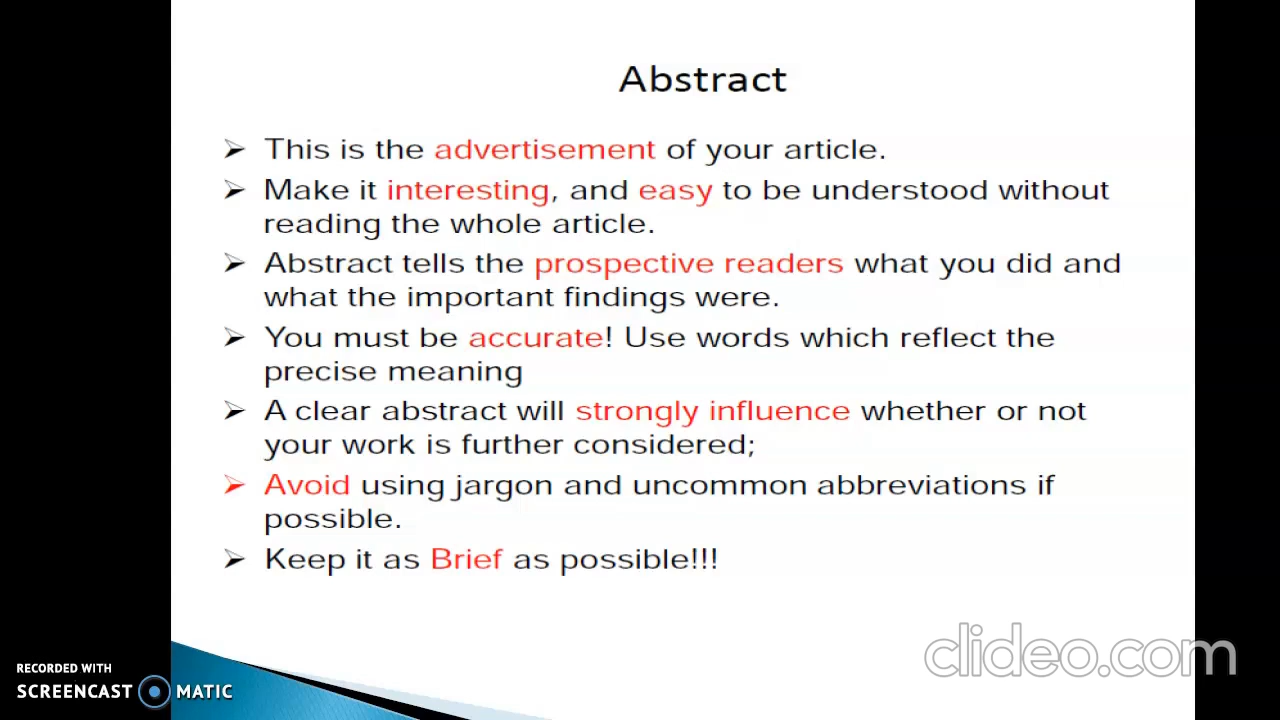 Abstract
➢ This is the advertisement of your article.
➢ Make it interesting, and easy to be understood without
reading the whole article.
➢ Abstract tells the prospective readers what you did and
what the important findings were.
➢ You must be accurate! Use words which reflect the
precise meaning
➢ A clear abstract will strongly influence whether or not
your work is further considered;
➢ Avoid using jargon and uncommon abbreviations if
possible.
➢ Keep it as Brief as possible!!!
clideo.com
RECORDED WITH
SCREENCAST MATIC